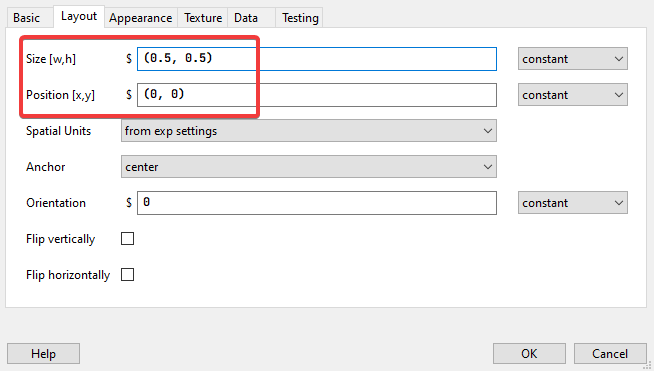 Basic Layout Appearance Texture Data Testing
Size [w,h] $ (0.5, 0.5) constant
Position [x,y] $ (0, 0) constant
Spatial Units from exp settings
Anchor center
Orientation $ 0 constant
Flip vertically
Flip horizontally
Help OK Cancel